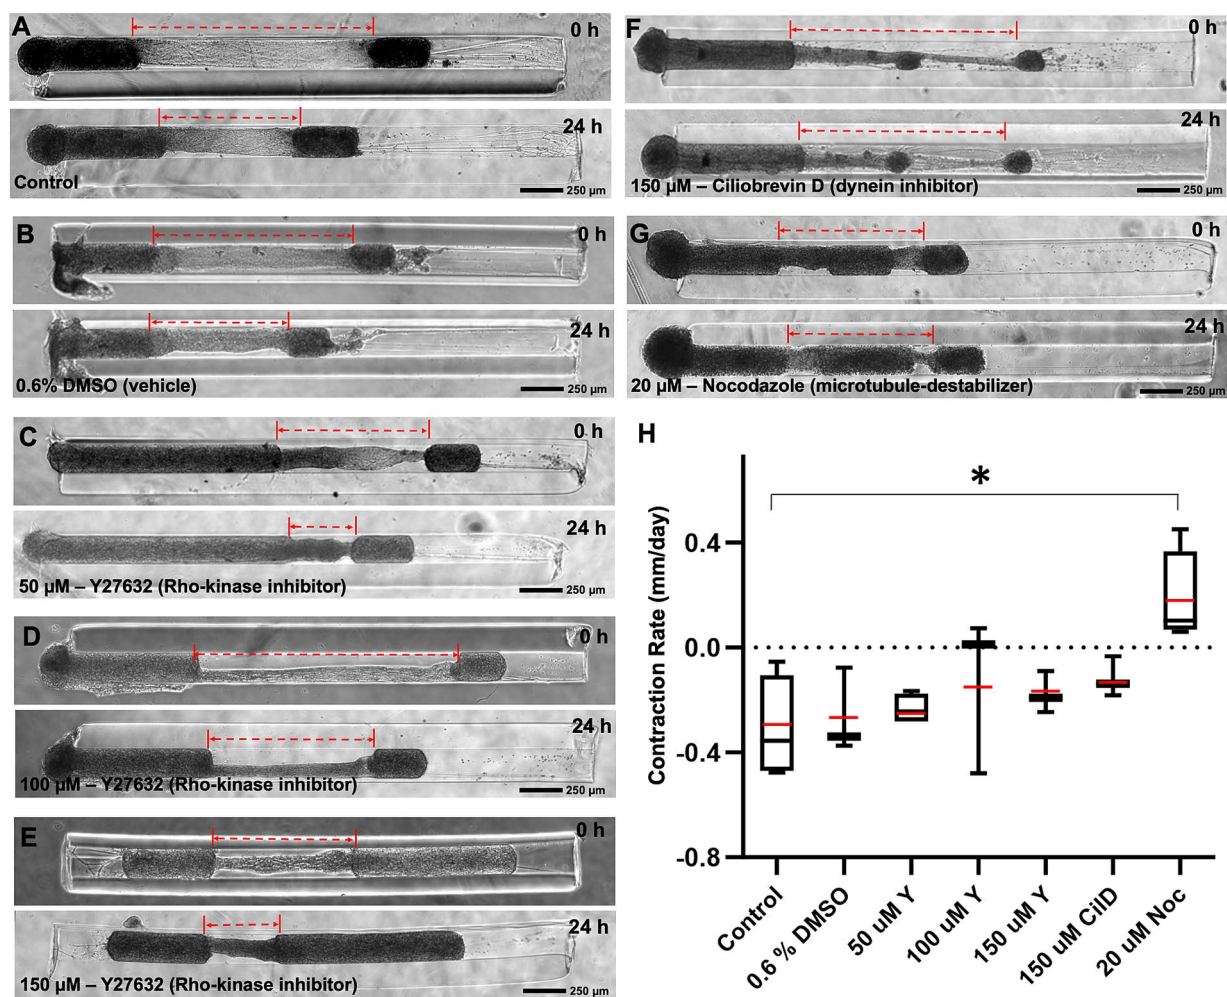 A
0 h
24 h
Control
250 µm
B
0 h
24 h
0.6% DMSO (vehicle)
250 µm
C
0 h
24 h
50 µM – Y27632 (Rho-kinase inhibitor)
250 µm
D
0 h
24 h
100 µM – Y27632 (Rho-kinase inhibitor)
250 µm
E
0 h
24 h
150 µM – Y27632 (Rho-kinase inhibitor)
250 µm
F
0 h
24 h
150 µM – Ciliobrevin D (dynein inhibitor)
250 µm
G
0 h
24 h
20 µM – Nocodazole (microtubule-destabilizer)
250 µm
H
*
Contraction Rate (mm/day)
0.4
0.0
-0.4
-0.8
Control
0.6 % DMSO
50 uM Y
100 uM Y
150 uM Y
150 uM CilD
20 uM Noc